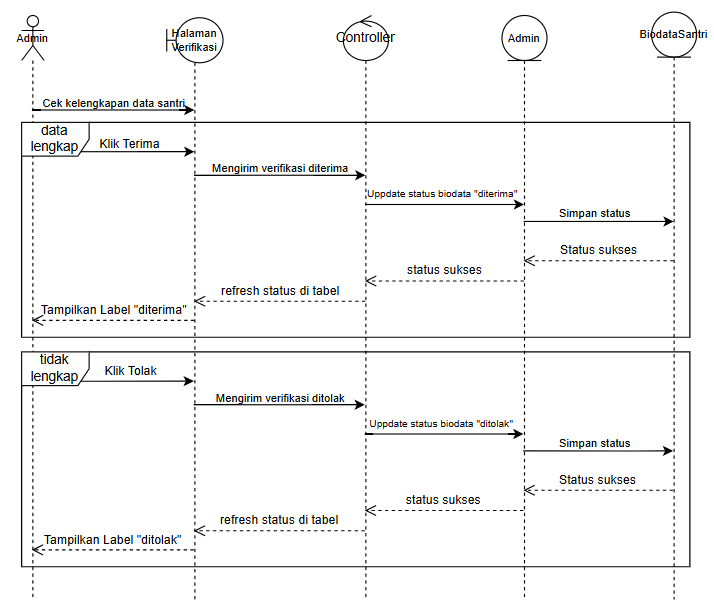 Admin
Halaman
Verifikasi
Controller
Admin
BiodataSantri
Cek kelengkapan data santri
data
lengkap
Klik Terima
Mengirim verifikasi diterima
Uppdate status biodata "diterima"
Simpan status
Status sukses
status sukses
refresh status di tabel
Tampilkan Label "diterima"
tidak
lengkap
Klik Tolak
Mengirim verifikasi ditolak
Uppdate status biodata "ditolak"
Simpan status
Status sukses
status sukses
refresh status di tabel
Tampilkan Label "ditolak"